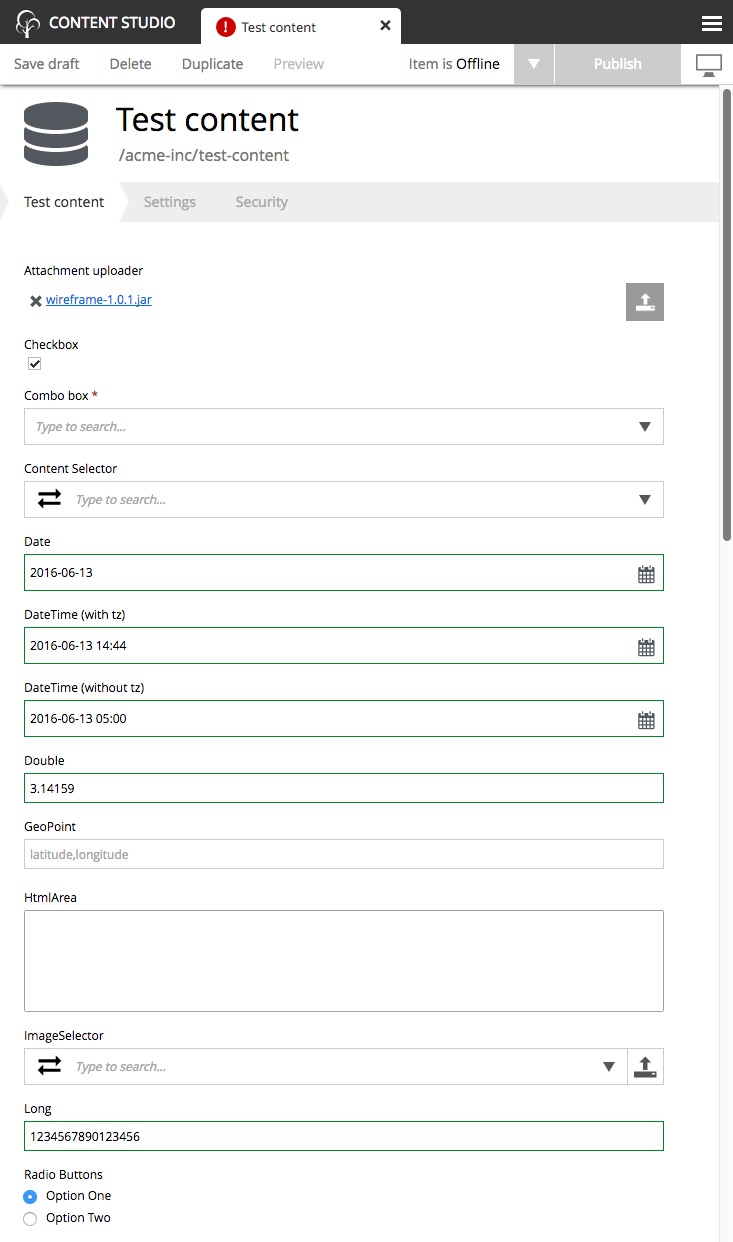 CONTENT STUDIO
Test content
Save draft Delete Duplicate Preview Item is Offline Publish
Test content
/acme-inc/test-content
Test content Settings Security
Attachment uploader
wireframe-1.0.1.jar
Checkbox
Combo box *
Type to search...
Content Selector
Type to search...
Date
2016-06-13
DateTime (with tz)
2016-06-13 14:44
DateTime (without tz)
2016-06-13 05:00
Double
3.14159
GeoPoint
latitude,longitude
HtmlArea
ImageSelector
Type to search...
Long
1234567890123456
Radio Buttons
Option One
Option Two